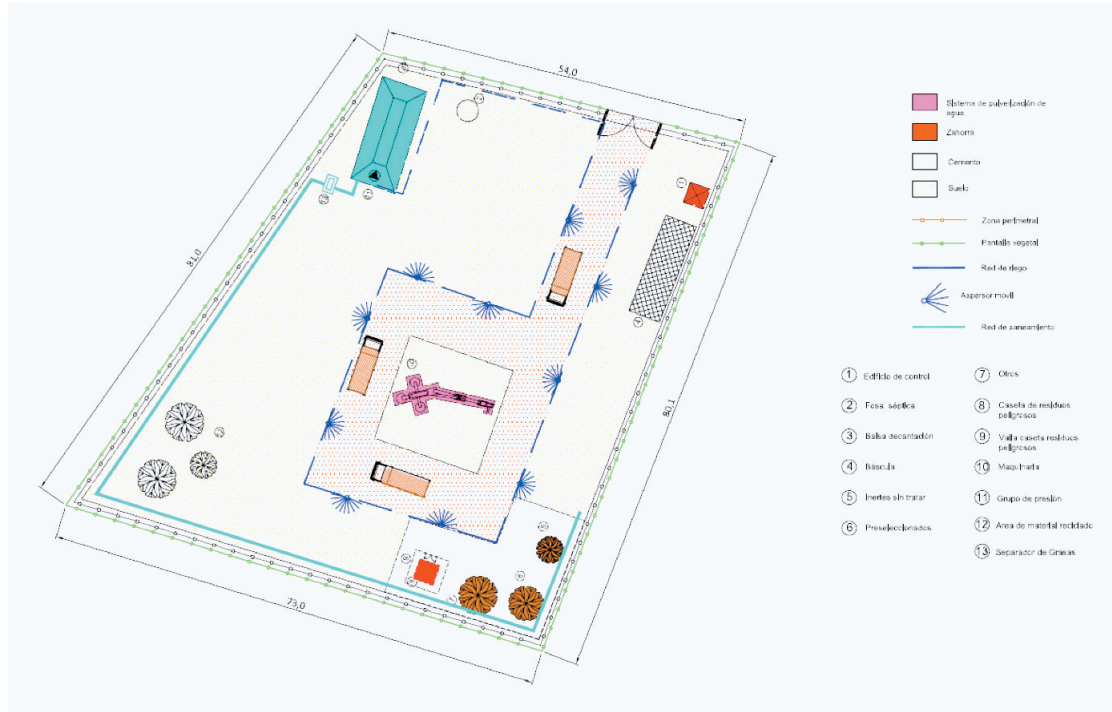 54,0
81,0
80,1
73,0
Sistema de pulverización de
agua
Zahorra
Cemento
Suelo
Zona perimetral
Pantalla vegetal
Red de riego
Aspersor móvil
Red de saneamiento
1 Edificio de control
2 Fosa séptica
3 Balsa decantación
4 Báscula
5 Inertes sin tratar
6 Preseleccionados
7 Otros
8 Caseta de residuos
peligrosos
9 Valla caseta residuos
peligrosos
10 Maquinaria
11 Grupo de presión
12 Area de material reciclado
13 Separador de Grasas